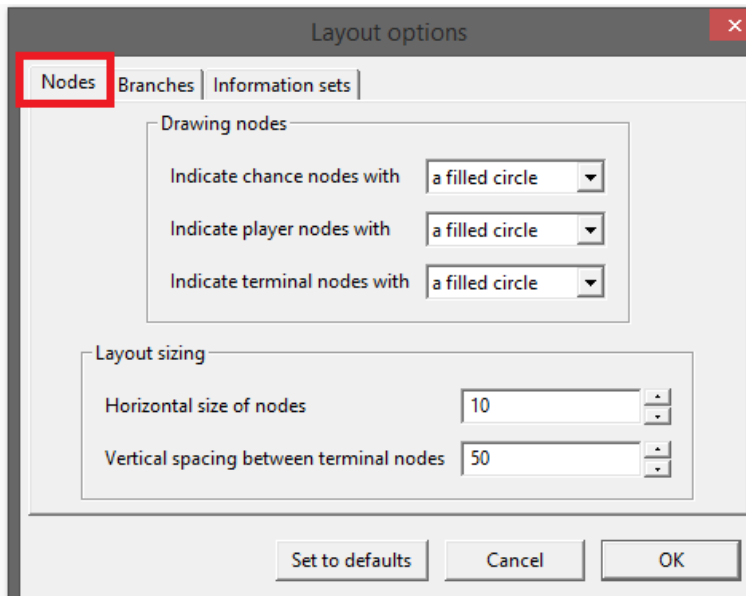 Layout options
Nodes Branches Information sets
Drawing nodes
Indicate chance nodes with a filled circle
Indicate player nodes with a filled circle
Indicate terminal nodes with a filled circle
Layout sizing
Horizontal size of nodes 10
Vertical spacing between terminal nodes 50
Set to defaults Cancel OK